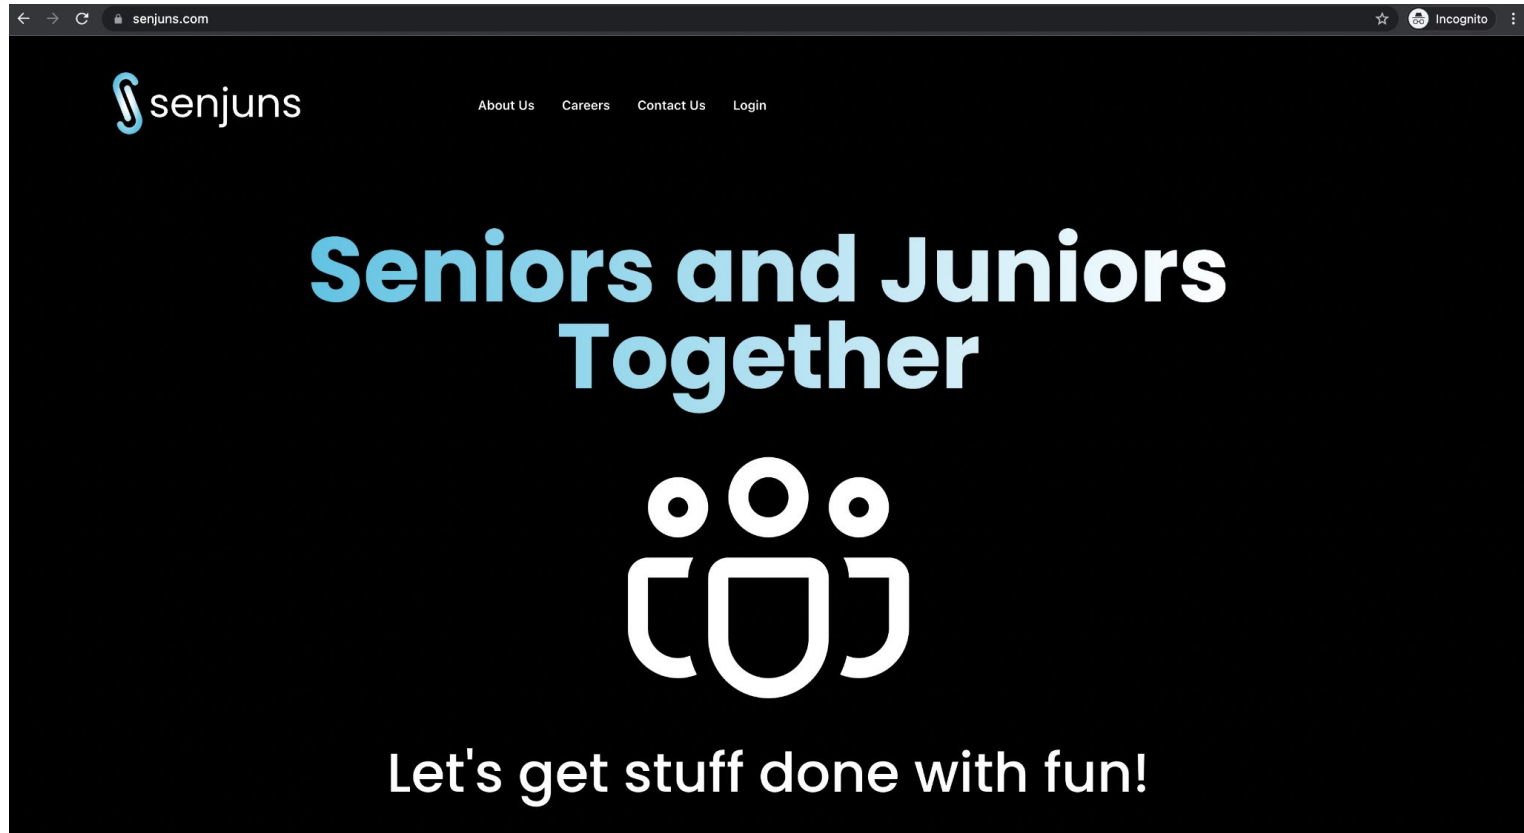 senjuns.com
Incognito
senjuns
About Us Careers Contact Us Login
Seniors and Juniors
Together
Let's get stuff done with fun!